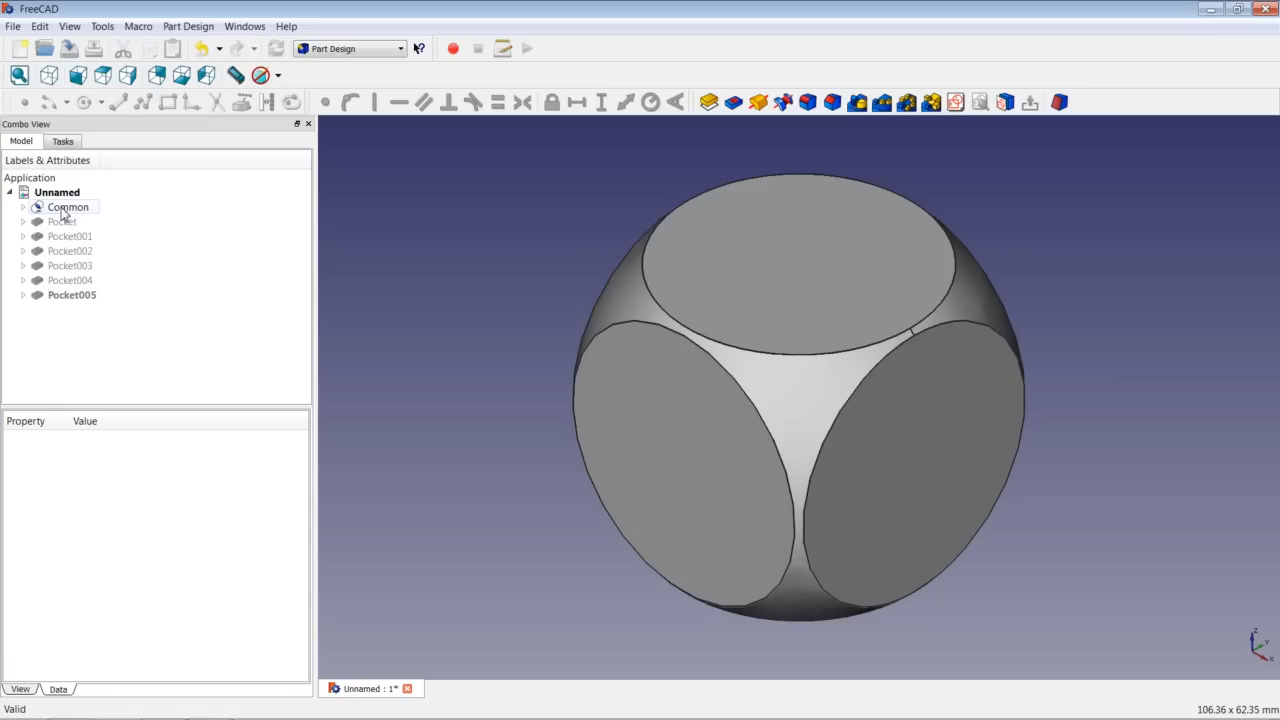 FreeCAD
File Edit View Tools Macro Part Design Windows Help
Part Design
Combo View
Model Tasks
Labels & Attributes
Application
Unnamed
Common
Pocket
Pocket001
Pocket002
Pocket003
Pocket004
Pocket005
Property Value
View Data
Unnamed : 1*
Valid
106.36 x 62.35 mm
Z
Y
X